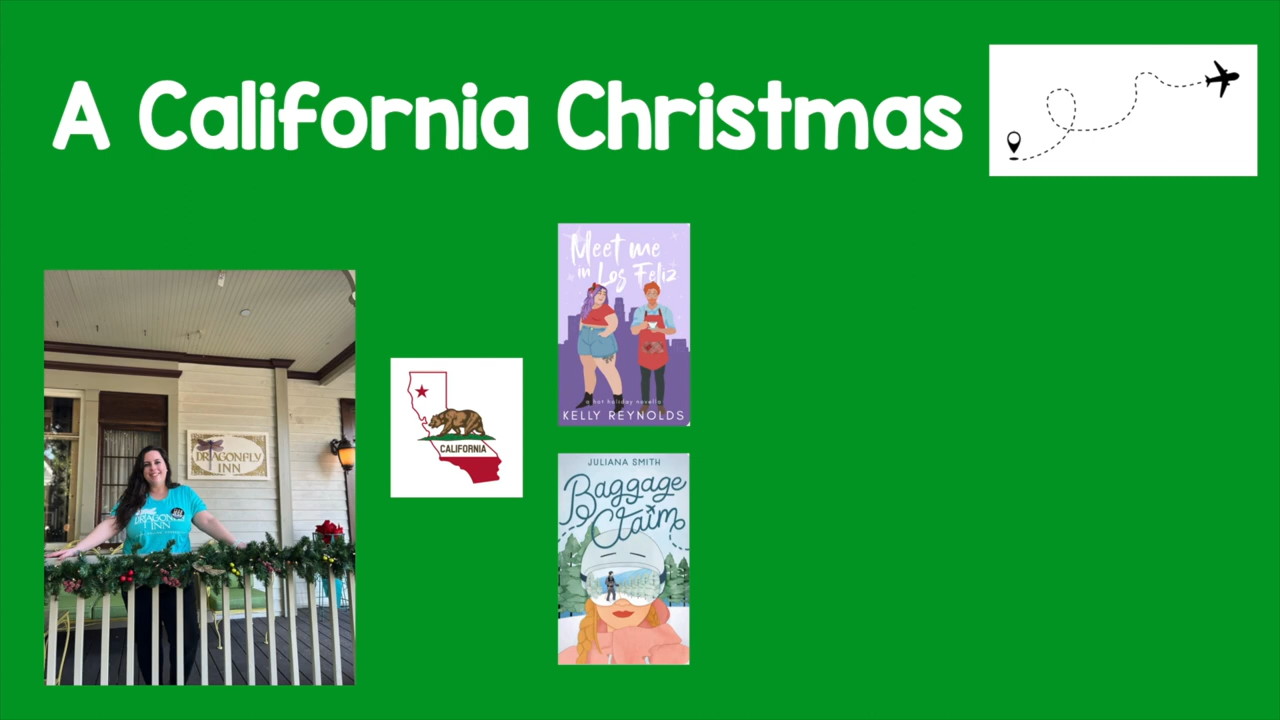 A California Christmas
DRAGONFLY
INN
DRAGONFLY
INN
CALIFORNIA
Meet me
in Los Feliz
a hot holiday novella
KELLY REYNOLDS
JULIANA SMITH
Baggage
Claim